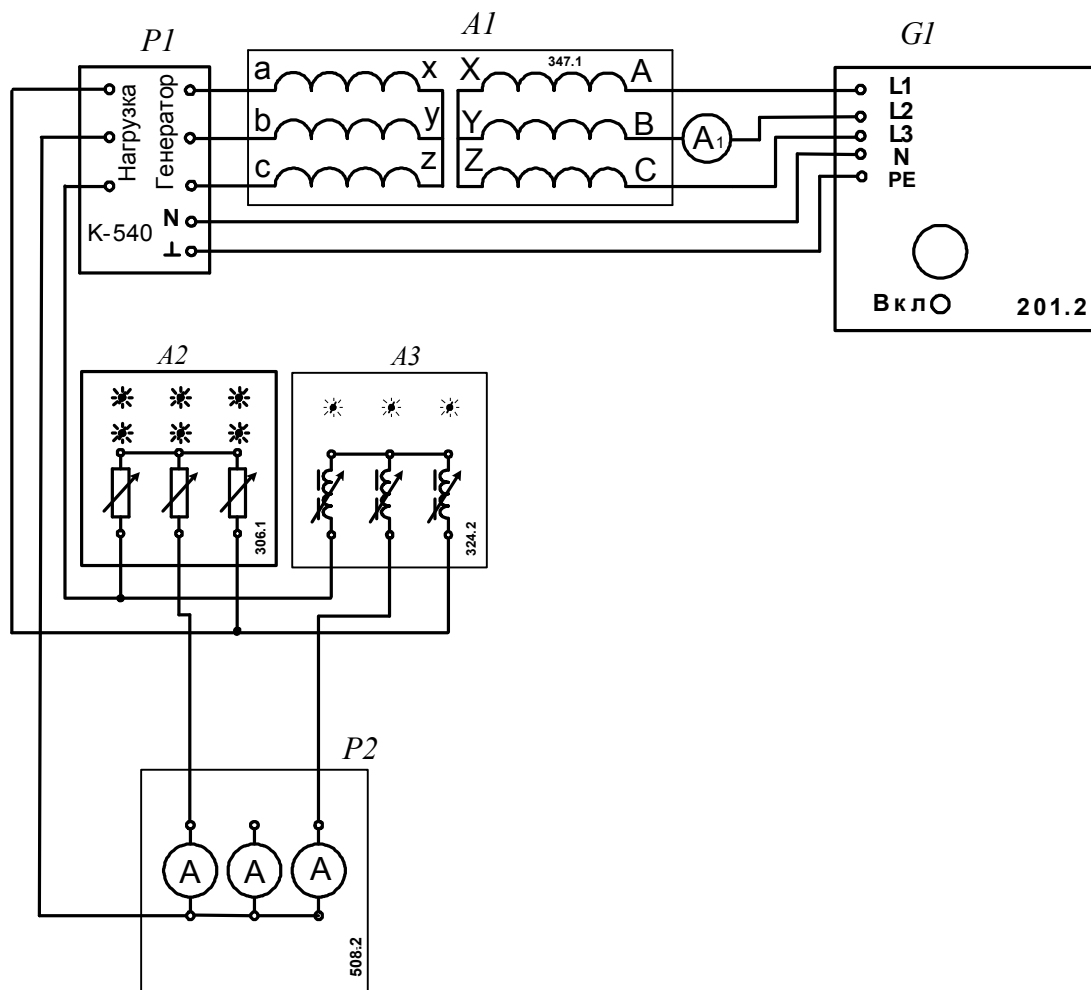 P1
A1
G1
Нагрузка
Генератор
N
⊥
K-540
a x X 347.1 A
b y Y B A1
c z Z C
L1
L2
L3
N
PE
Вкл
201.2
A2
A3
306.1
324.2
P2
A A A
508.2